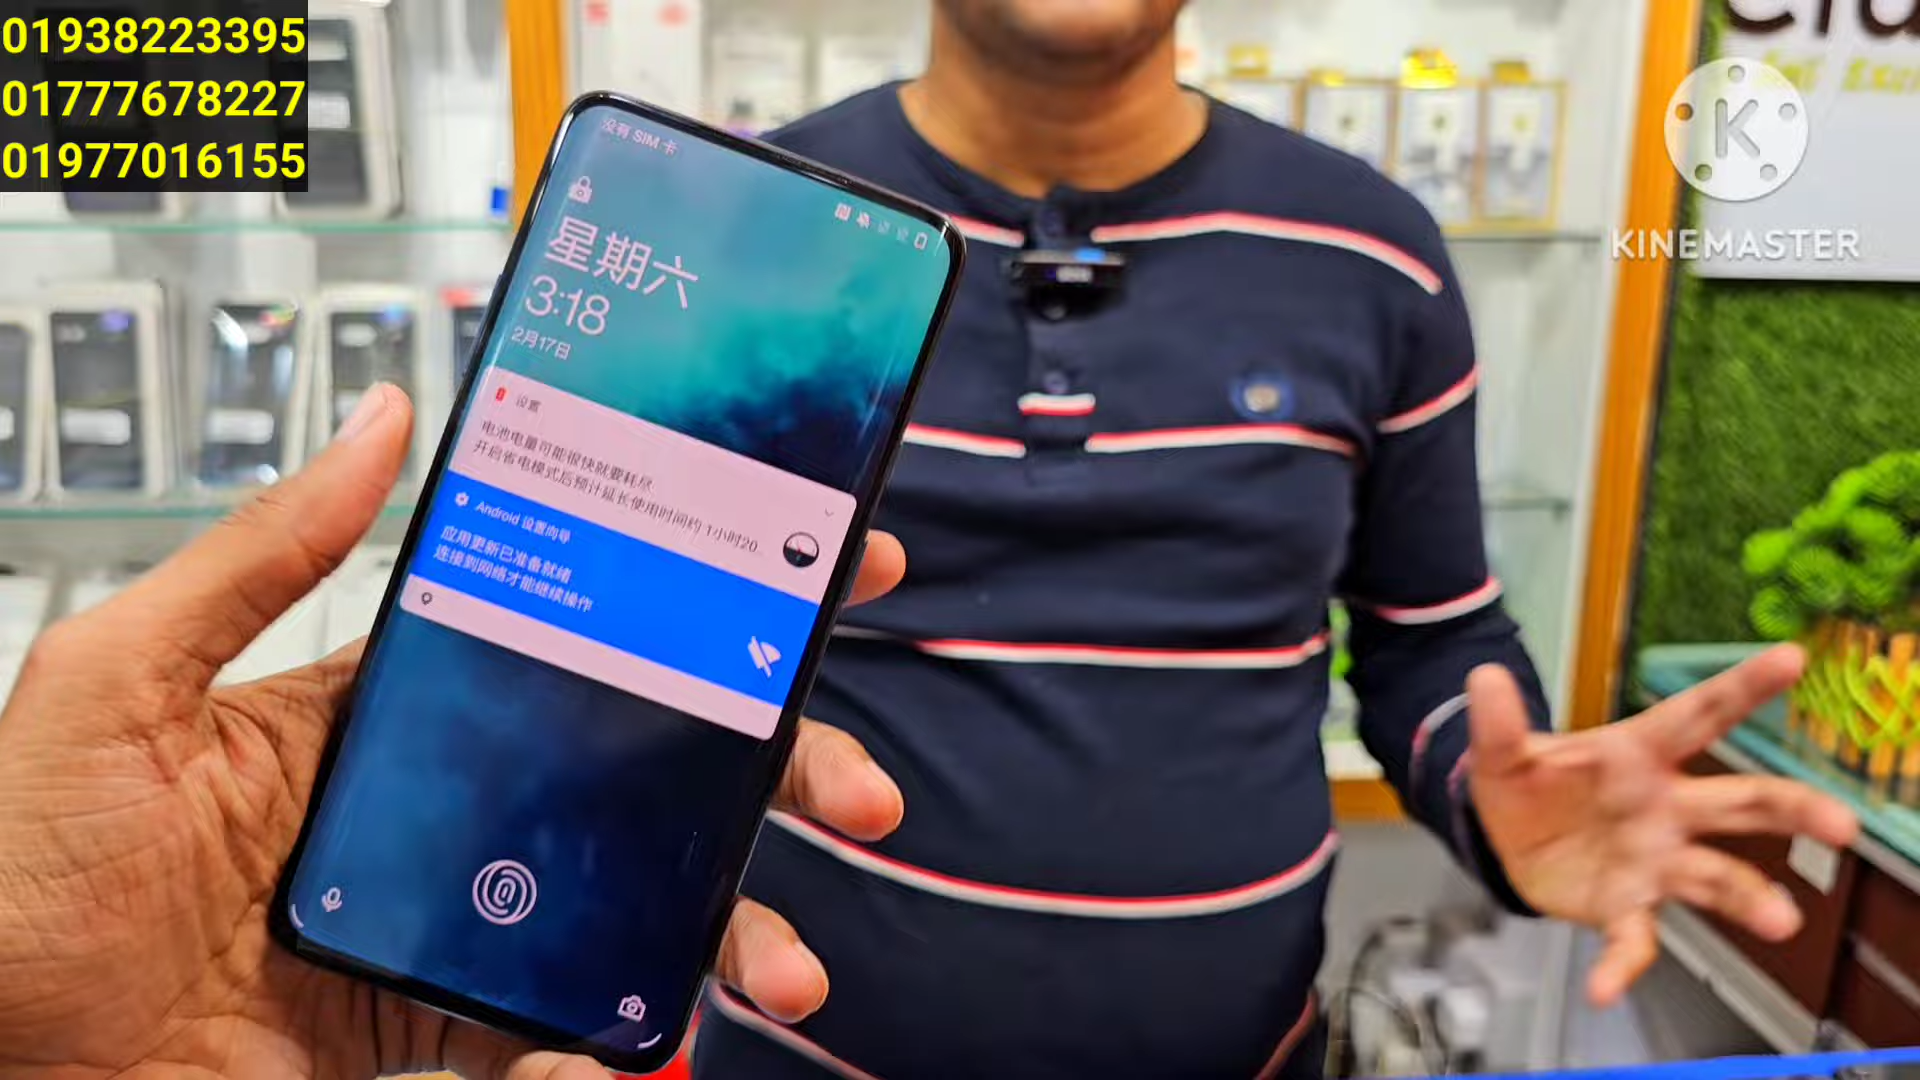 01938223395
01777678227
01977016155
K
KINEMASTER
没有 SIM 卡
星期六
3:18
2月17日
设置
电池电量可能很快就要耗尽
开启省电模式后预计延长使用时间约 1小时20...
Android 设置向导
应用更新已准备就绪
连接到网络才能继续操作